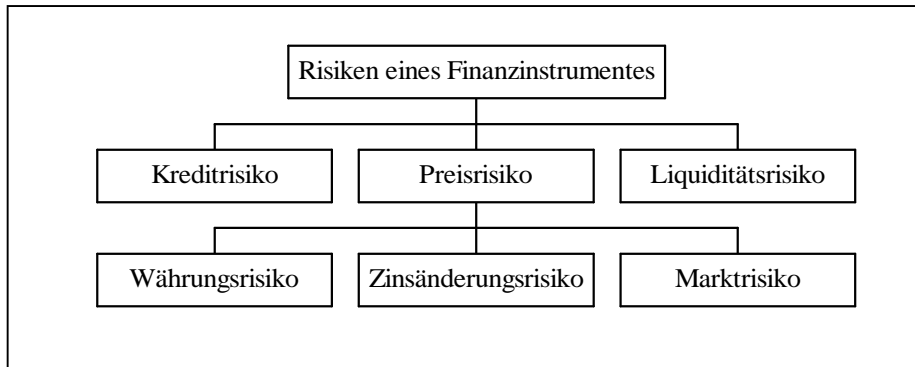 Risiken eines Finanzinstrumentes
Kreditrisiko
Preisrisiko
Liquiditätsrisiko
Währungsrisiko
Zinsänderungsrisiko
Marktrisiko